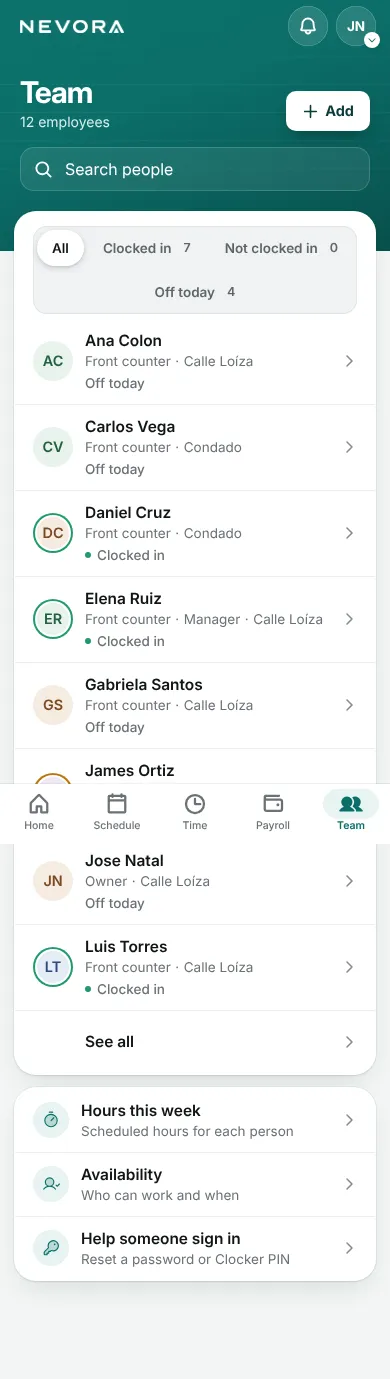 NEVORA
JN
Team
12 employees
Add
Search people
All
Clocked in 7
Not clocked in 0
Off today 4
Ana Colon
AC
Front counter · Calle Loíza
Off today
Carlos Vega
CV
Front counter · Condado
Off today
Daniel Cruz
DC
Front counter · Condado
Clocked in
Elena Ruiz
ER
Front counter · Manager · Calle Loíza
Clocked in
Gabriela Santos
GS
Front counter · Calle Loíza
Off today
James Ortiz
Home
Schedule
Time
Payroll
Team
Jose Natal
JN
Owner · Calle Loíza
Off today
Luis Torres
LT
Front counter · Calle Loíza
Clocked in
See all
Hours this week
Scheduled hours for each person
Availability
Who can work and when
Help someone sign in
Reset a password or Clocker PIN